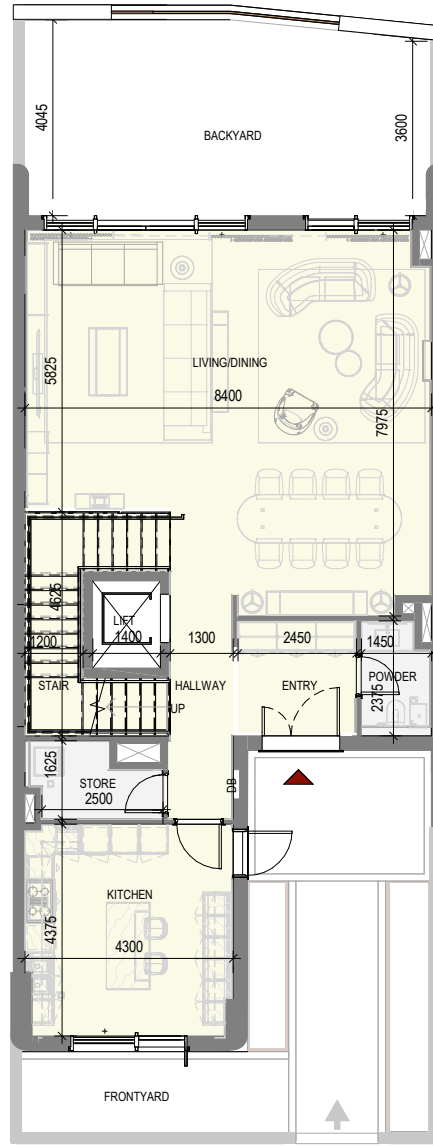 4045
3600
BACKYARD
LIVING/DINING
5825
8400
7975
4625
LIFT
1200
1400
1300
2450
1450
STAIR
HALLWAY
ENTRY
POWDER
UP
2375
1625
STORE
2500
DB
KITCHEN
4375
4300
FRONTYARD